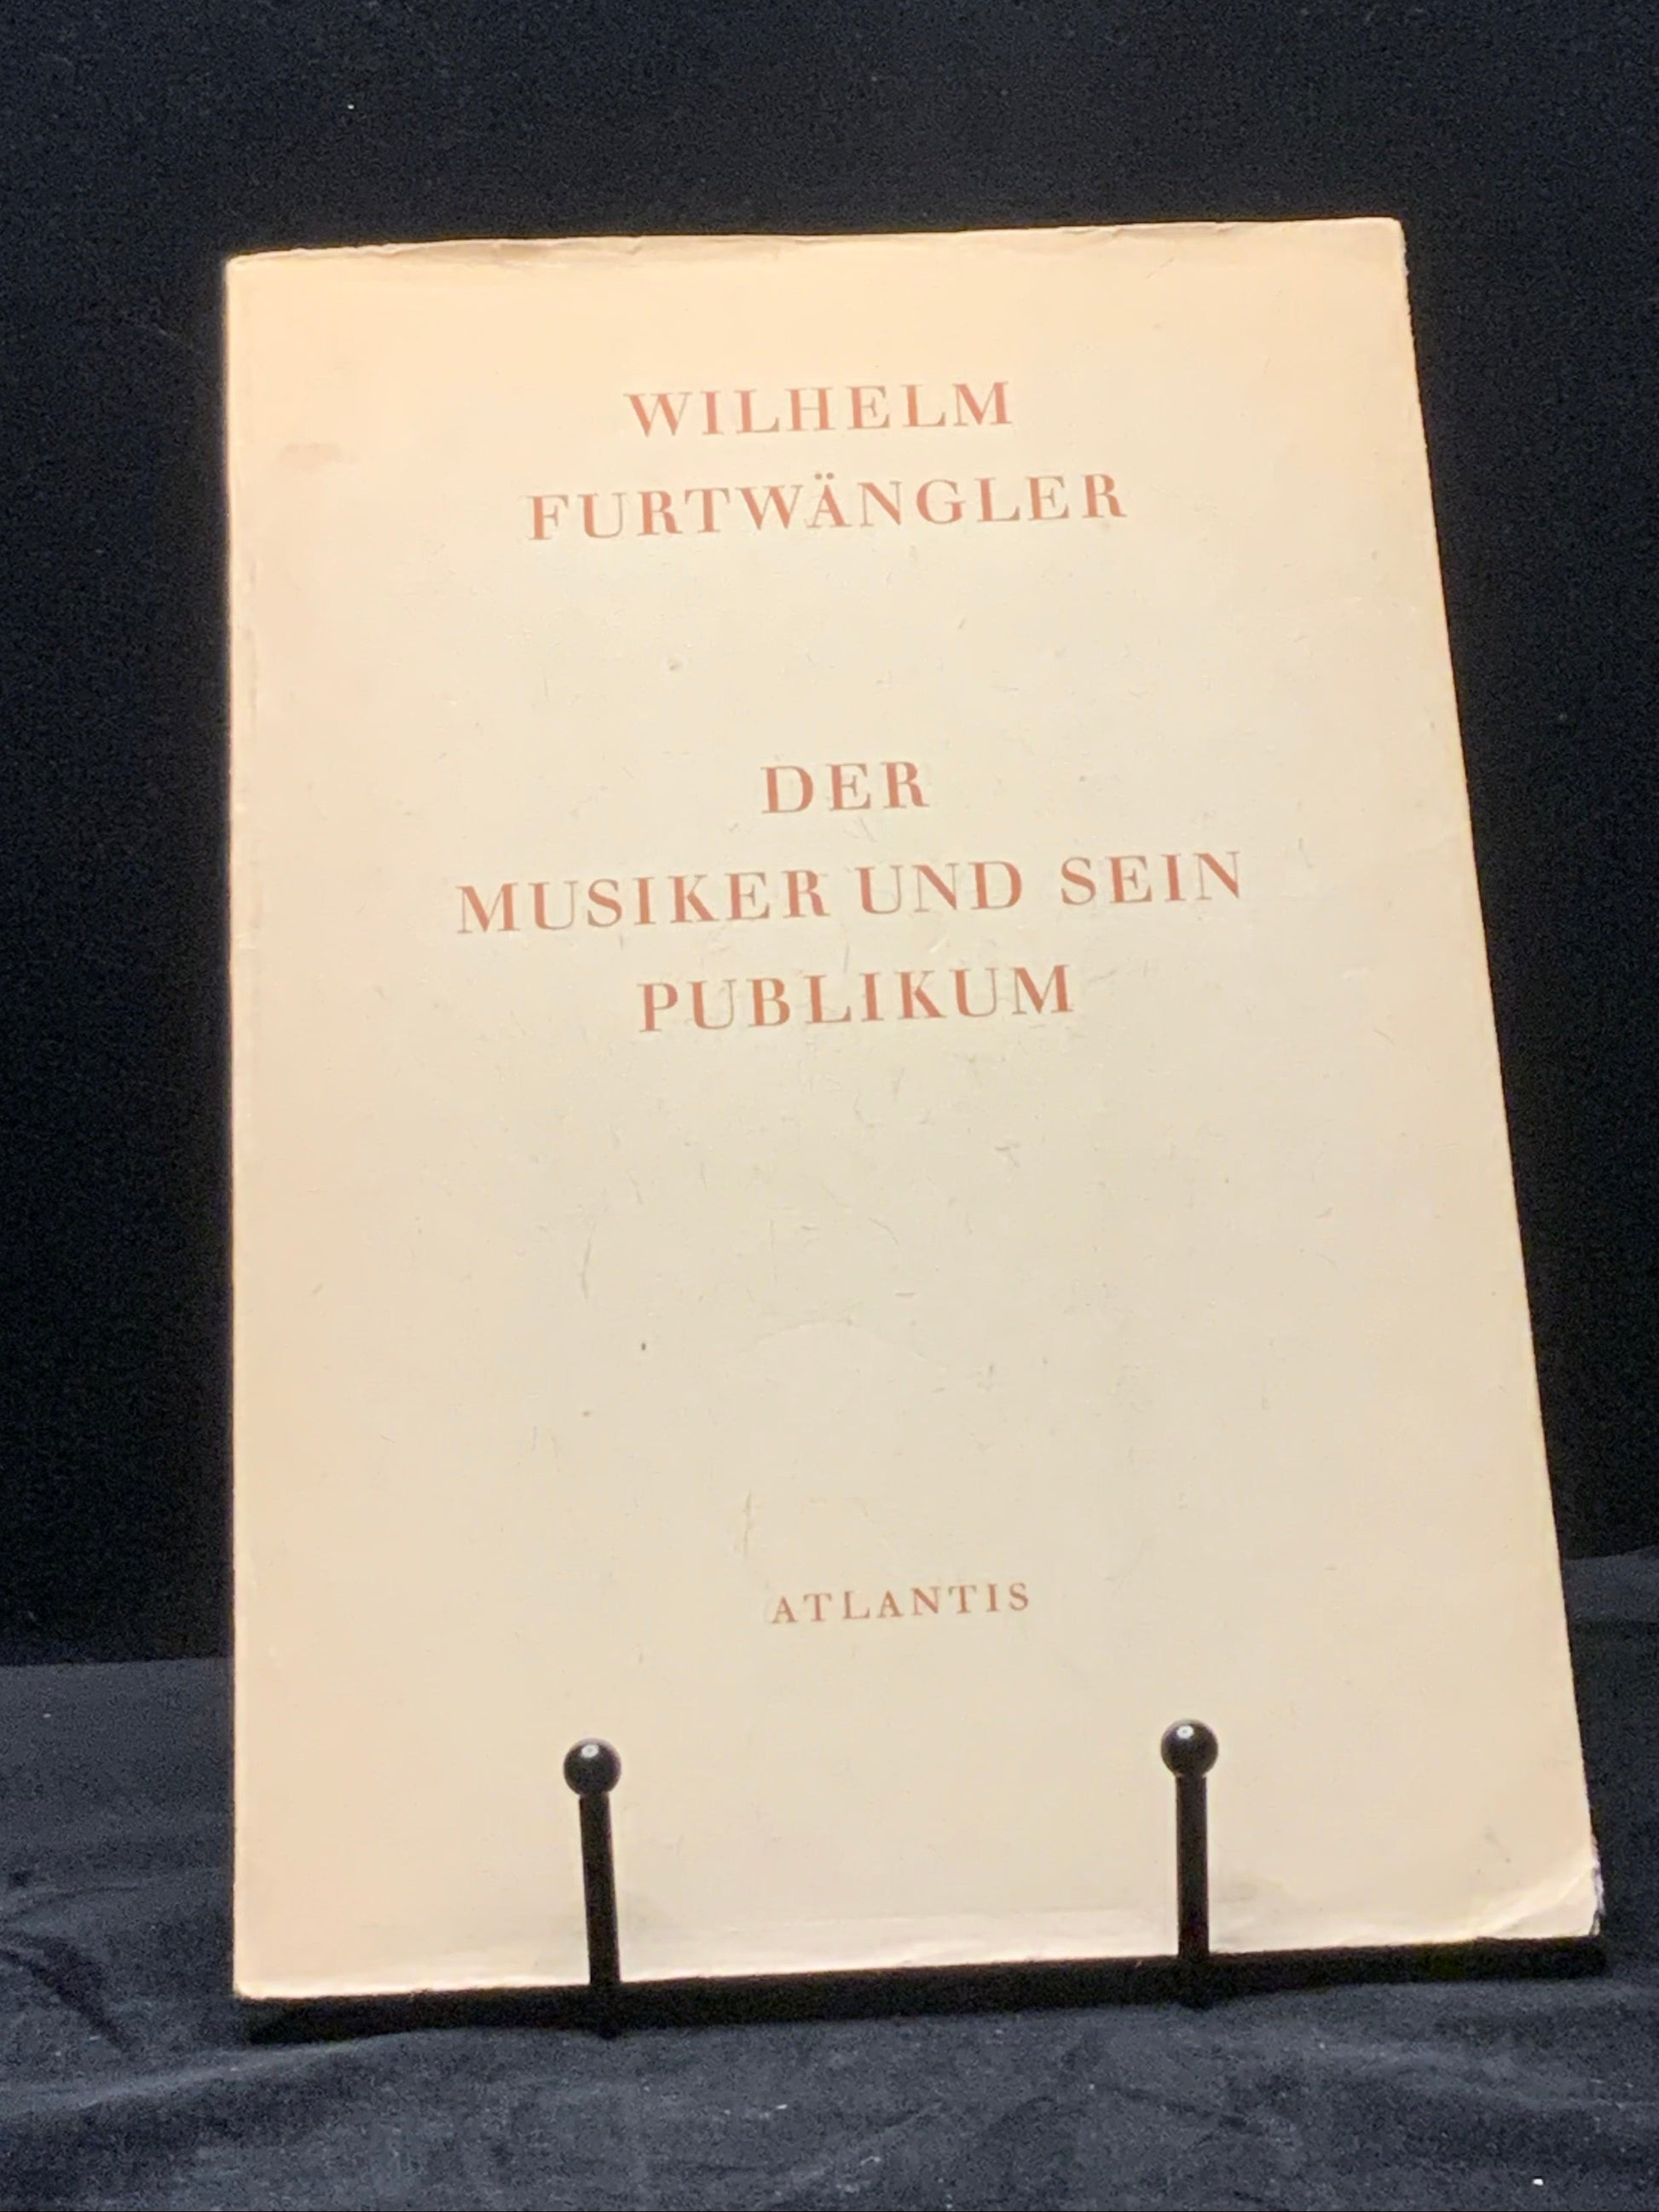 WILHELM
FURTWÄNGLER
DER
MUSIKER UND SEIN
PUBLIKUM
ATLANTIS